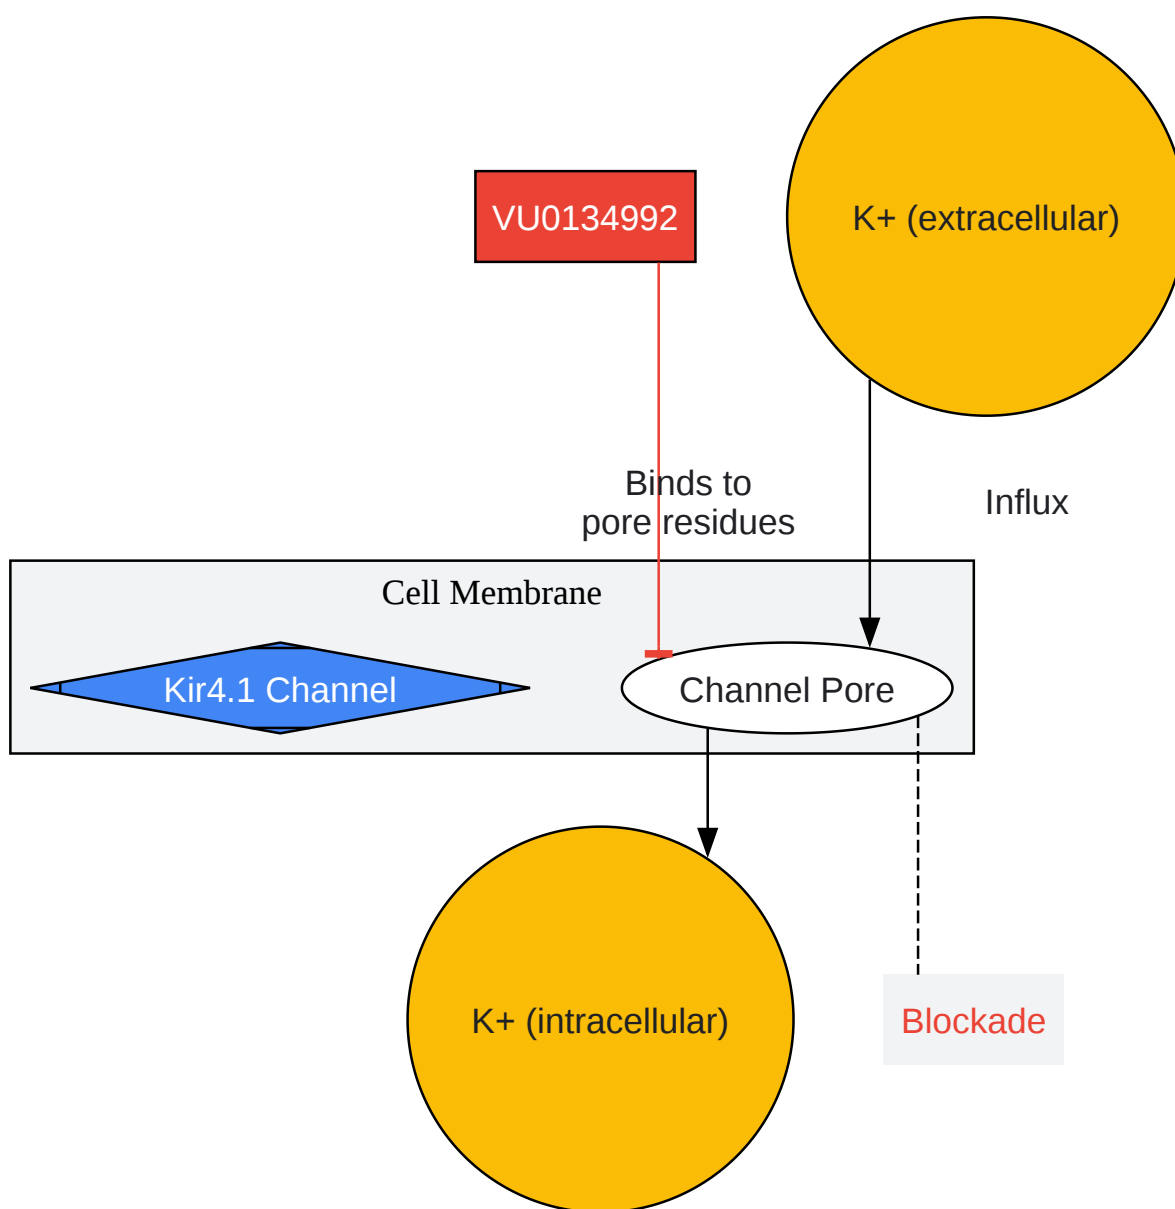 VU0134992
K+ (extracellular)
Binds to
pore residues
Influx
Cell Membrane
Kir4.1 Channel
Channel Pore
K+ (intracellular)
Blockade